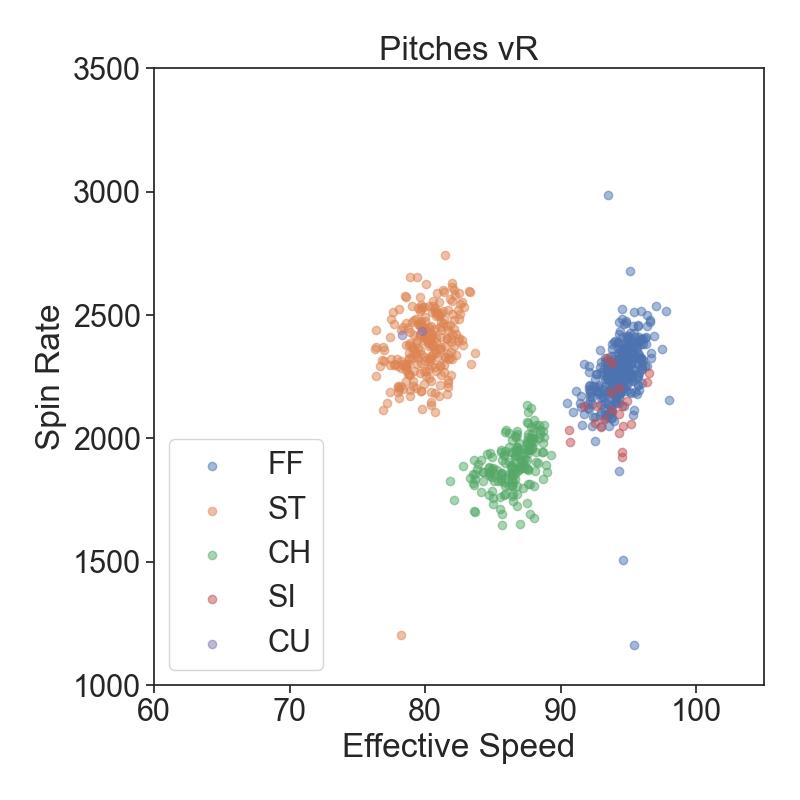 Pitches vR
3500
3000
2500
2000
1500
1000
Spin Rate
FF
ST
CH
SI
CU
60 70 80 90 100
Effective Speed